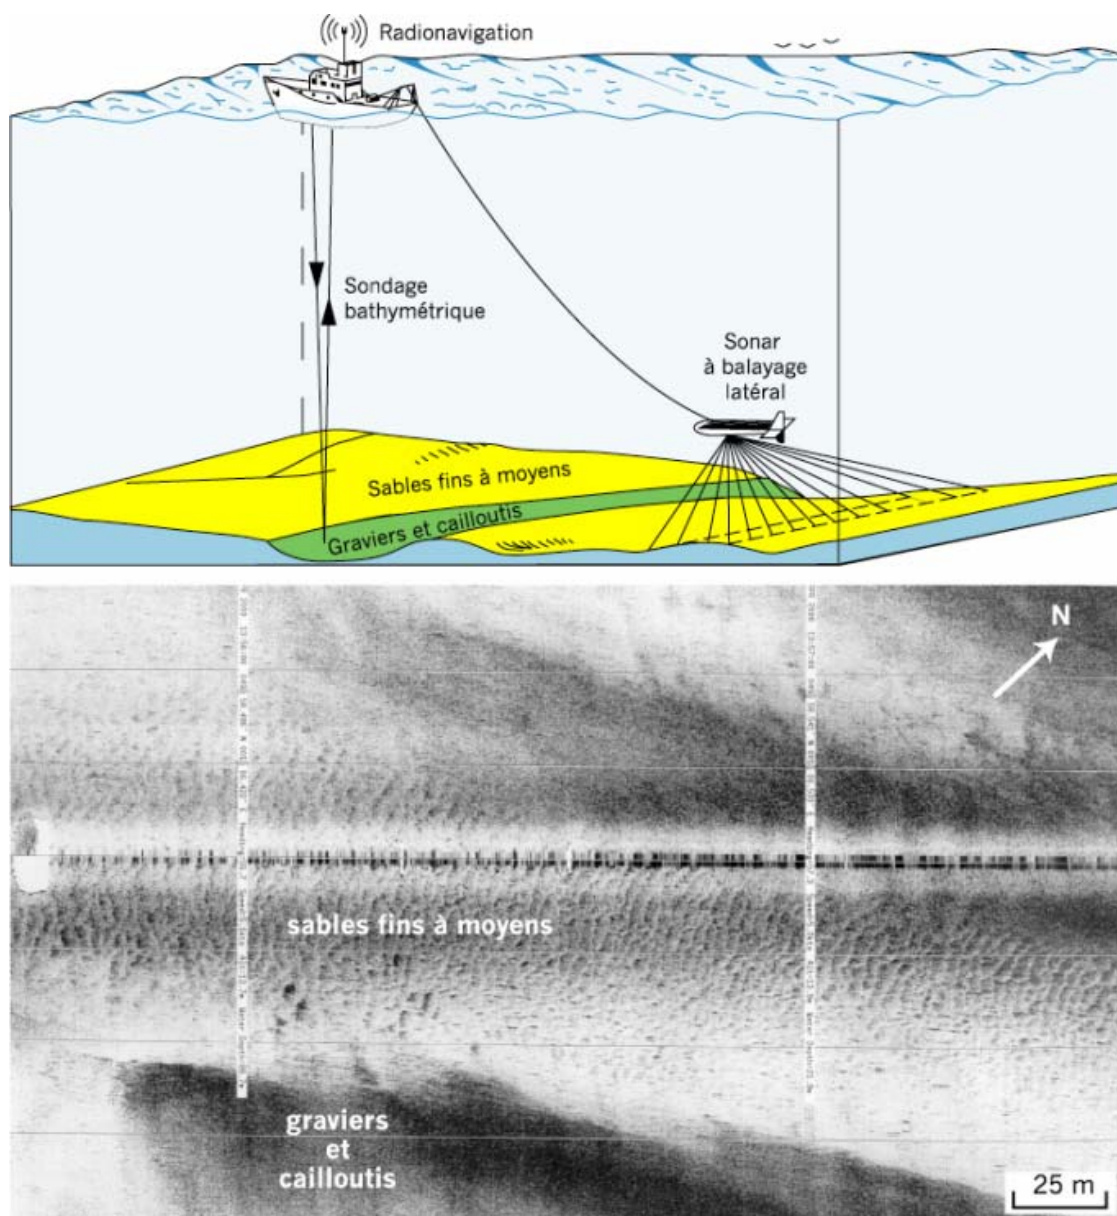 Radionavigation
Sondage
bathymétrique
Sonar
à balayage
latéral
Sables fins à moyens
Graviers et cailloutis
N
sables fins à moyens
graviers
et
cailloutis
25 m